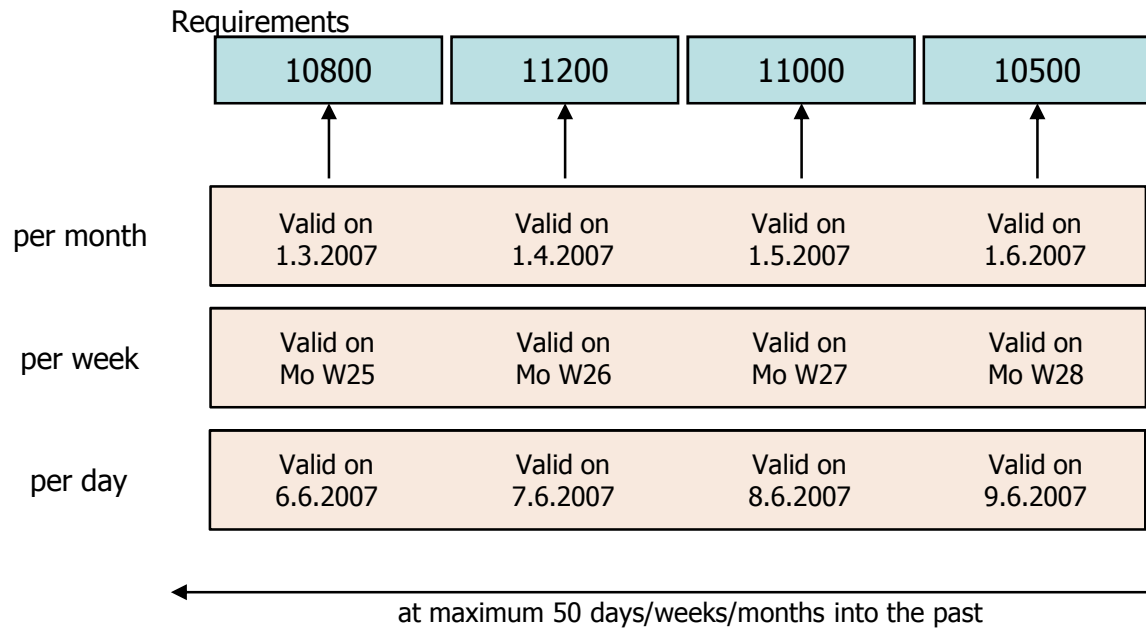 Requirements
10800 11200 11000 10500
per month
Valid on Valid on Valid on Valid on
1.3.2007 1.4.2007 1.5.2007 1.6.2007
per week
Valid on Valid on Valid on Valid on
Mo W25 Mo W26 Mo W27 Mo W28
per day
Valid on Valid on Valid on Valid on
6.6.2007 7.6.2007 8.6.2007 9.6.2007
at maximum 50 days/weeks/months into the past